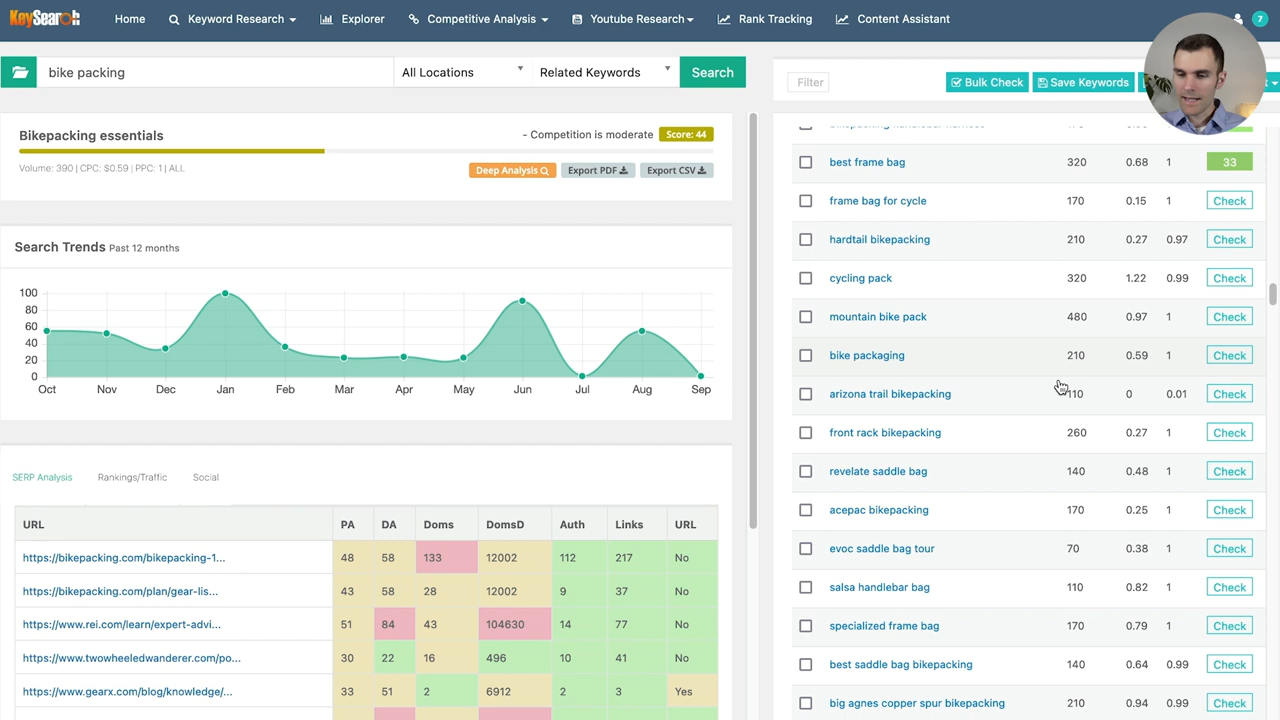 KeySearch Home Keyword Research Explorer Competitive Analysis Youtube Research Rank Tracking Content Assistant 7
bike packing All Locations Related Keywords Search
Filter Bulk Check Save Keywords
Bikepacking essentials - Competition is moderate Score: 44
Volume: 390 | CPC: $0.59 | PPC: 1 | ALL
Deep Analysis Export PDF Export CSV
Search Trends Past 12 months
100
80
60
40
20
0
Oct Nov Dec Jan Feb Mar Apr May Jun Jul Aug Sep
SERP Analysis Rankings/Traffic Social
URL PA DA Doms DomsD Auth Links URL
https://bikepacking.com/bikepacking-1... 48 58 133 12002 112 217 No
https://bikepacking.com/plan/gear-lis... 43 58 28 12002 9 37 No
https://www.rei.com/learn/expert-advi... 51 84 43 104630 14 77 No
https://www.twowheeledwanderer.com/po... 30 22 16 496 10 41 No
https://www.gearx.com/blog/knowledge/... 33 51 2 6912 2 3 Yes
best frame bag 320 0.68 1 33
frame bag for cycle 170 0.15 1 Check
hardtail bikepacking 210 0.27 0.97 Check
cycling pack 320 1.22 0.99 Check
mountain bike pack 480 0.97 1 Check
bike packaging 210 0.59 1 Check
arizona trail bikepacking 110 0 0.01 Check
front rack bikepacking 260 0.27 1 Check
revelate saddle bag 140 0.48 1 Check
acepac bikepacking 170 0.25 1 Check
evoc saddle bag tour 70 0.38 1 Check
salsa handlebar bag 110 0.82 1 Check
specialized frame bag 170 0.79 1 Check
best saddle bag bikepacking 140 0.64 0.99 Check
big agnes copper spur bikepacking 210 0.94 0.99 Check